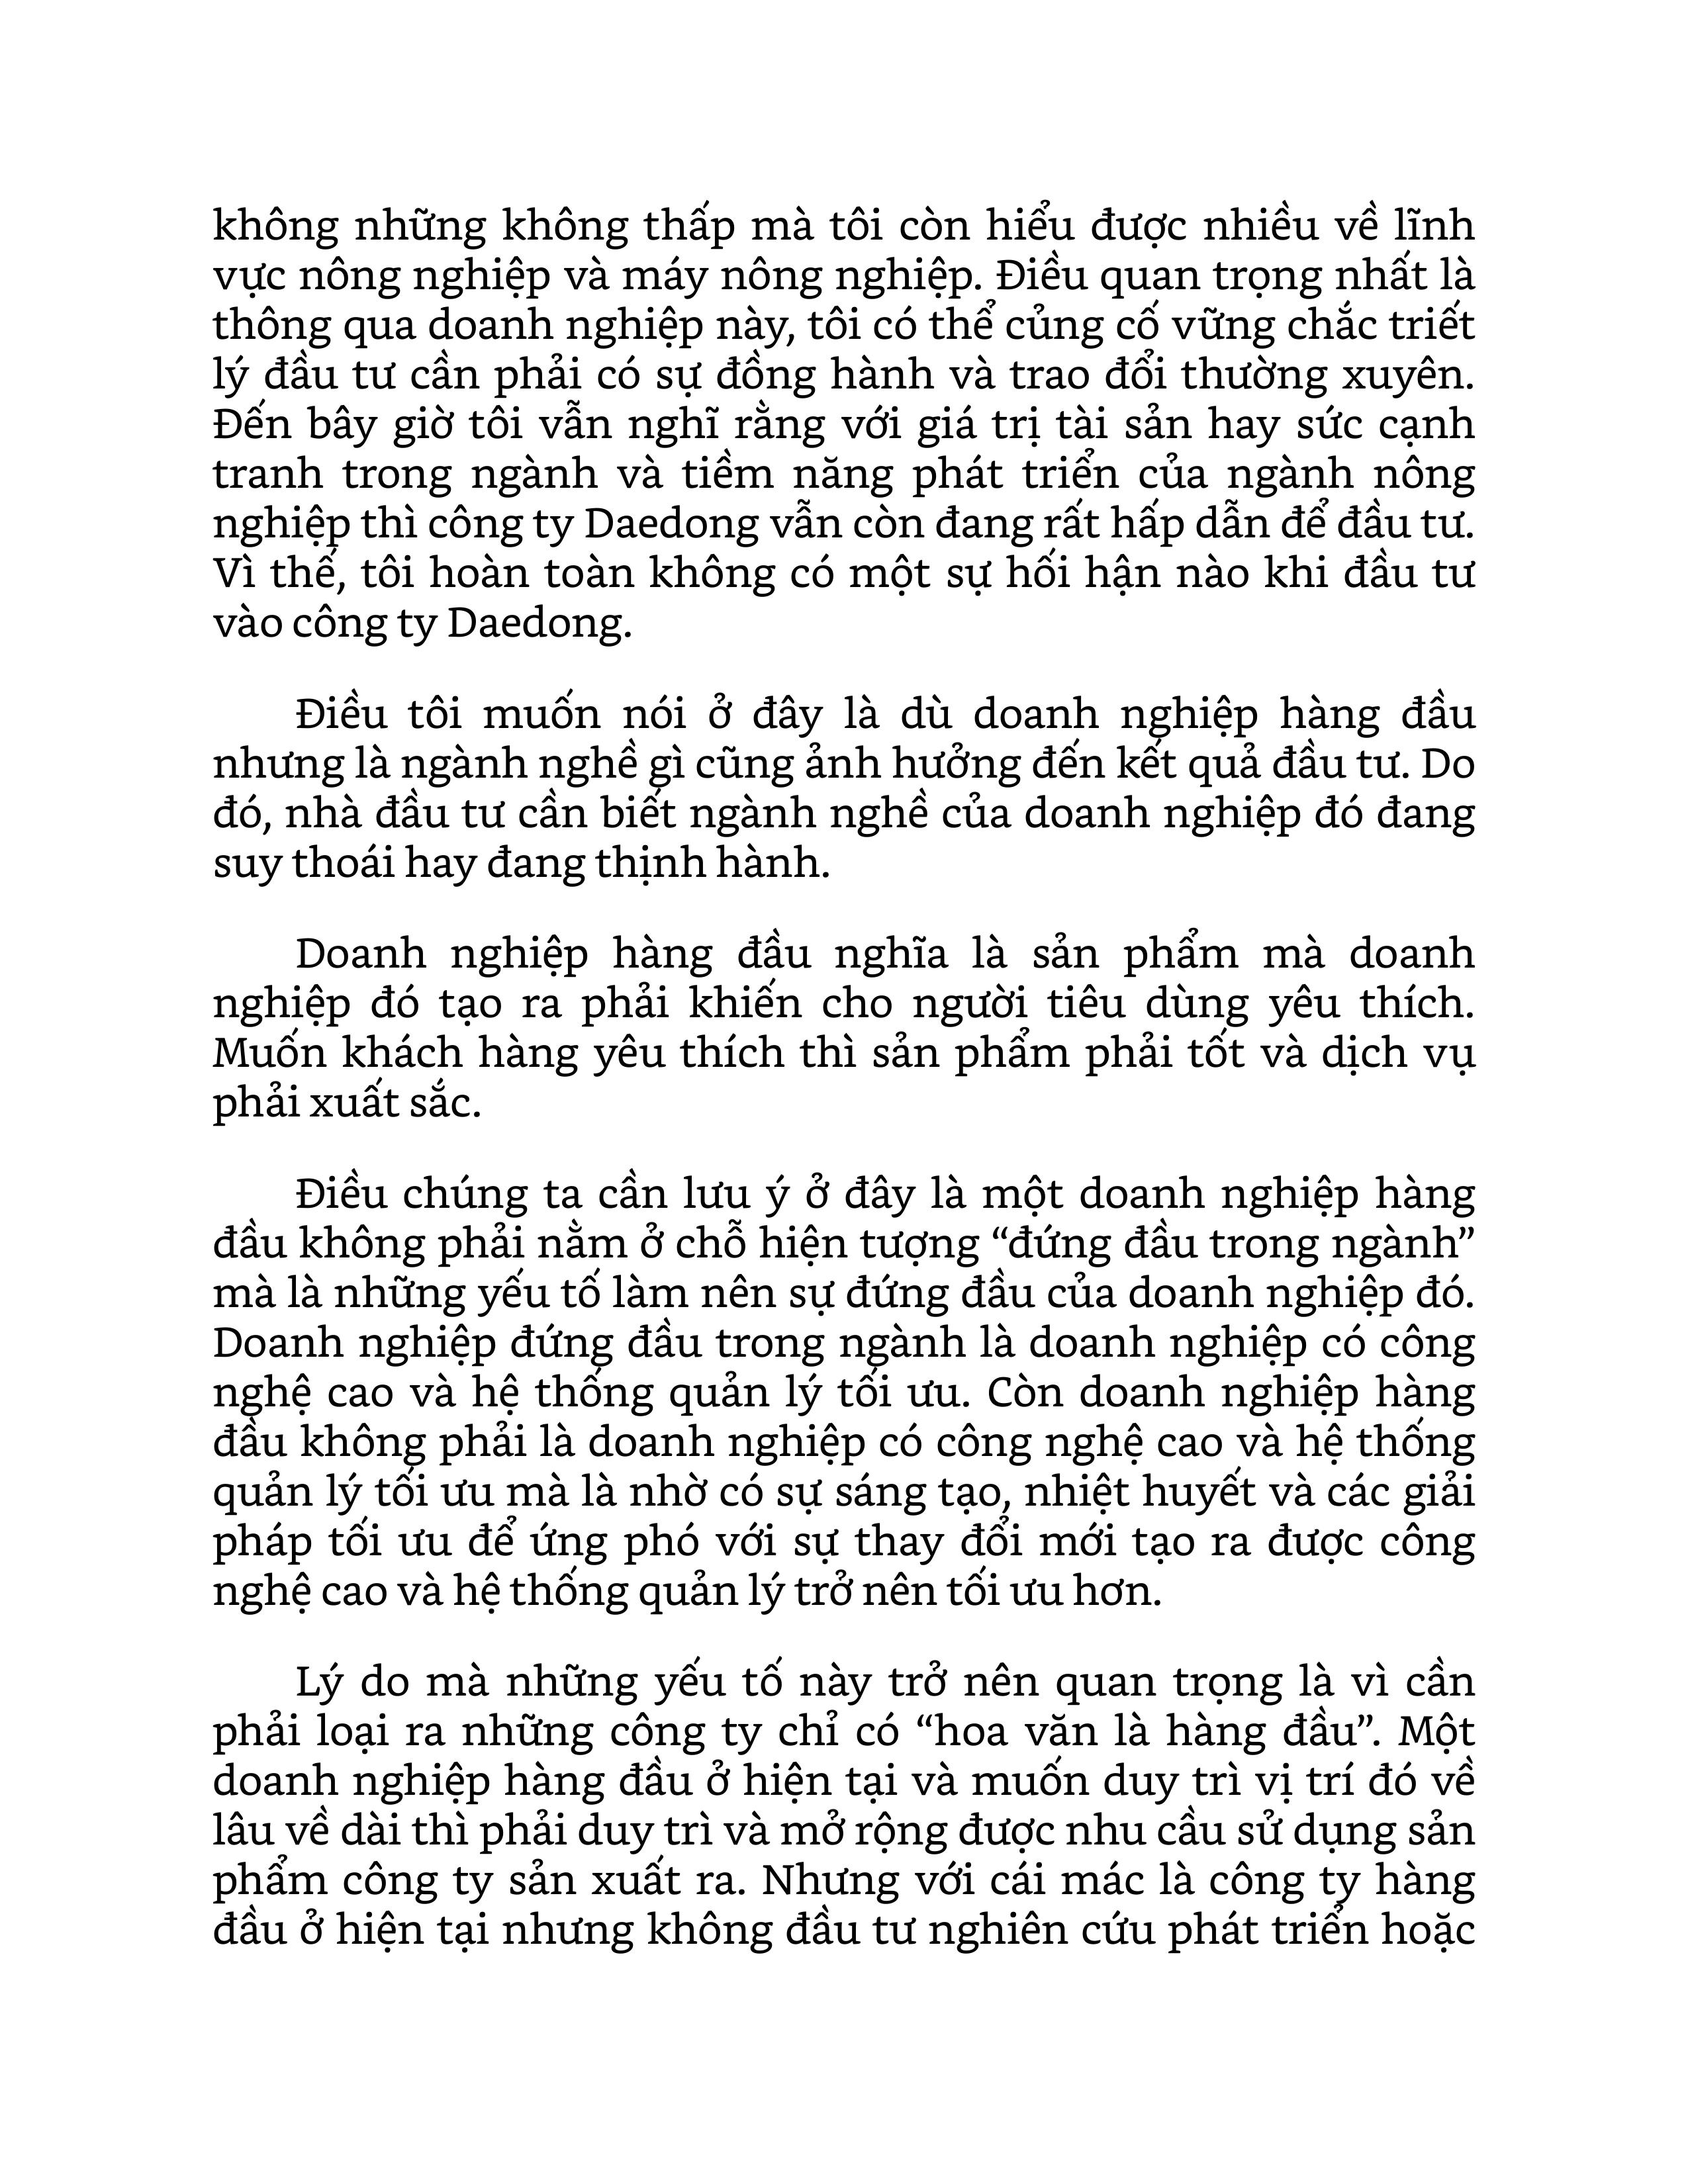 không những không thấp mà tôi còn hiểu được nhiều về lĩnh
vực nông nghiệp và máy nông nghiệp. Điều quan trọng nhất là
thông qua doanh nghiệp này, tôi có thể củng cố vững chắc triết
lý đầu tư cần phải có sự đồng hành và trao đổi thường xuyên.
Đến bây giờ tôi vẫn nghĩ rằng với giá trị tài sản hay sức cạnh
tranh trong ngành và tiềm năng phát triển của ngành nông
nghiệp thì công ty Daedong vẫn còn đang rất hấp dẫn để đầu tư.
Vì thế, tôi hoàn toàn không có một sự hối hận nào khi đầu tư
vào công ty Daedong.
Điều tôi muốn nói ở đây là dù doanh nghiệp hàng đầu
nhưng là ngành nghề gì cũng ảnh hưởng đến kết quả đầu tư. Do
đó, nhà đầu tư cần biết ngành nghề của doanh nghiệp đó đang
suy thoái hay đang thịnh hành.
Doanh nghiệp hàng đầu nghĩa là sản phẩm mà doanh
nghiệp đó tạo ra phải khiến cho người tiêu dùng yêu thích.
Muốn khách hàng yêu thích thì sản phẩm phải tốt và dịch vụ
phải xuất sắc.
Điều chúng ta cần lưu ý ở đây là một doanh nghiệp hàng
đầu không phải nằm ở chỗ hiện tượng “đứng đầu trong ngành”
mà là những yếu tố làm nên sự đứng đầu của doanh nghiệp đó.
Doanh nghiệp đứng đầu trong ngành là doanh nghiệp có công
nghệ cao và hệ thống quản lý tối ưu. Còn doanh nghiệp hàng
đầu không phải là doanh nghiệp có công nghệ cao và hệ thống
quản lý tối ưu mà là nhờ có sự sáng tạo, nhiệt huyết và các giải
pháp tối ưu để ứng phó với sự thay đổi mới tạo ra được công
nghệ cao và hệ thống quản lý trở nên tối ưu hơn.
Lý do mà những yếu tố này trở nên quan trọng là vì cần
phải loại ra những công ty chỉ có “hoa văn là hàng đầu”. Một
doanh nghiệp hàng đầu ở hiện tại và muốn duy trì vị trí đó về
lâu về dài thì phải duy trì và mở rộng được nhu cầu sử dụng sản
phẩm công ty sản xuất ra. Nhưng với cái mác là công ty hàng
đầu ở hiện tại nhưng không đầu tư nghiên cứu phát triển hoặc